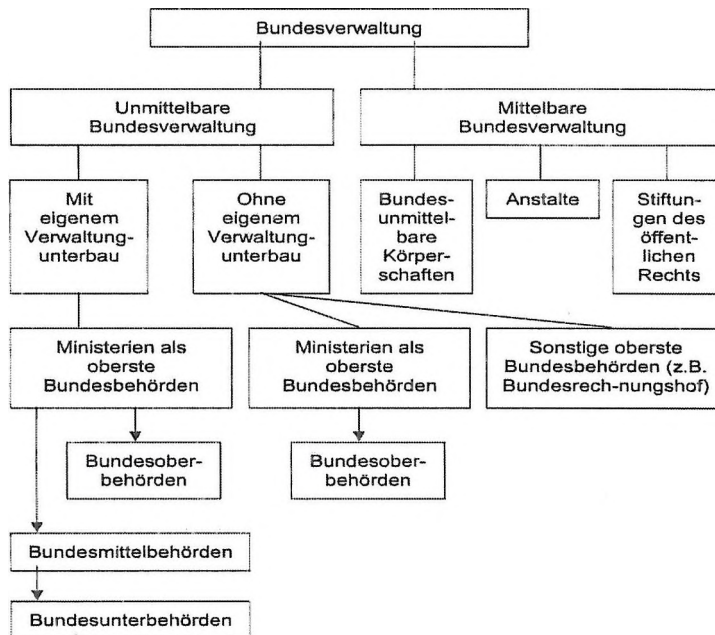 Bundesverwaltung
Unmittelbare
Bundesverwaltung
Mittelbare
Bundesverwaltung
Mit
eigenem
Verwaltung-
unterbau
Ohne
eigenam
Verwaltung-
unterbau
Bundes-
unmittel-
bare
Körper-
schaften
Anstalte
Stiftun-
gen des
öffent-
lichen
Rechts
Ministerien als
oberste
Bundesbehörden
Ministerien als
oberste
Bundesbehörden
Sonstige oberste
Bundesbehörden (z.B.
Bundesrech-nungshof)
Bundesober-
behörden
Bundesober-
behörden
Bundesmittelbehörden
Bundesunterbehörden